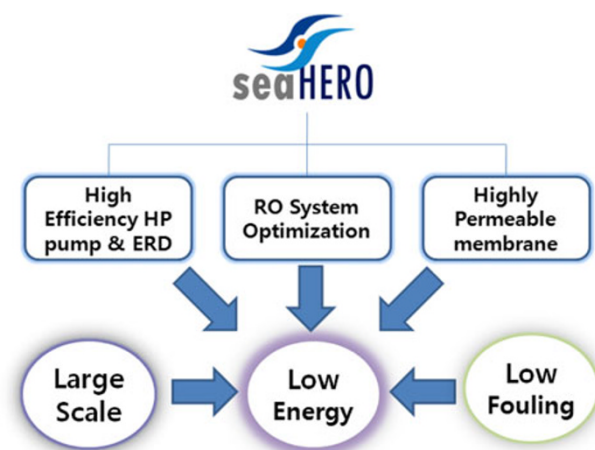 seaHERO
High
Efficiency HP
pump & ERD
RO System
Optimization
Highly
Permeable
membrane
Large
Scale
Low
Energy
Low
Fouling